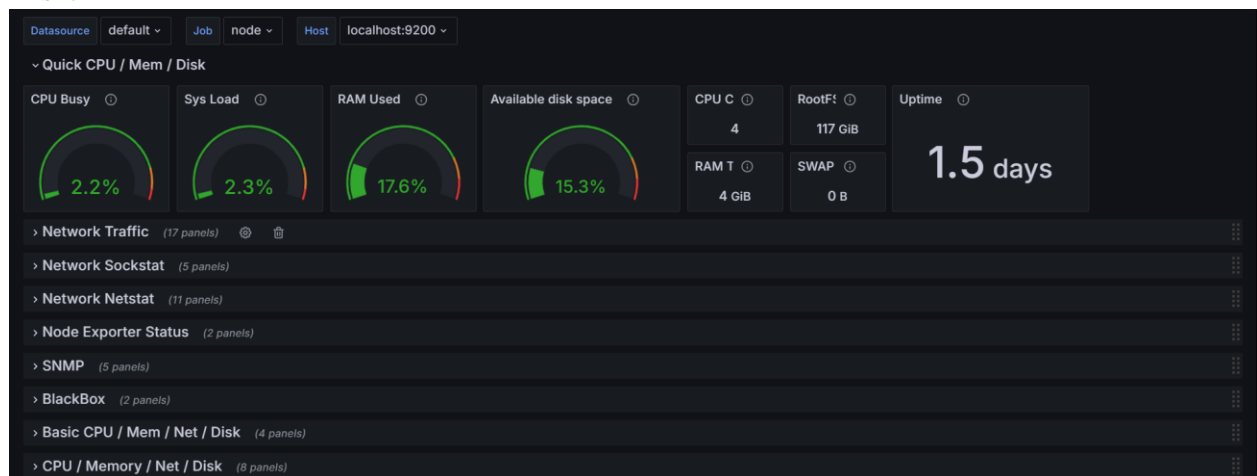 Datasource default Job node Host localhost:9200
Quick CPU / Mem / Disk
CPU Busy
2.2%
Sys Load
2.3%
RAM Used
17.6%
Available disk space
15.3%
CPU C
4
RAM T
4 GiB
RootF
117 GiB
SWAP
0 B
Uptime
1.5 days
Network Traffic (17 panels)
Network Sockstat (5 panels)
Network Netstat (11 panels)
Node Exporter Status (2 panels)
SNMP (5 panels)
BlackBox (2 panels)
Basic CPU / Mem / Net / Disk (4 panels)
CPU / Memory / Net / Disk (8 panels)